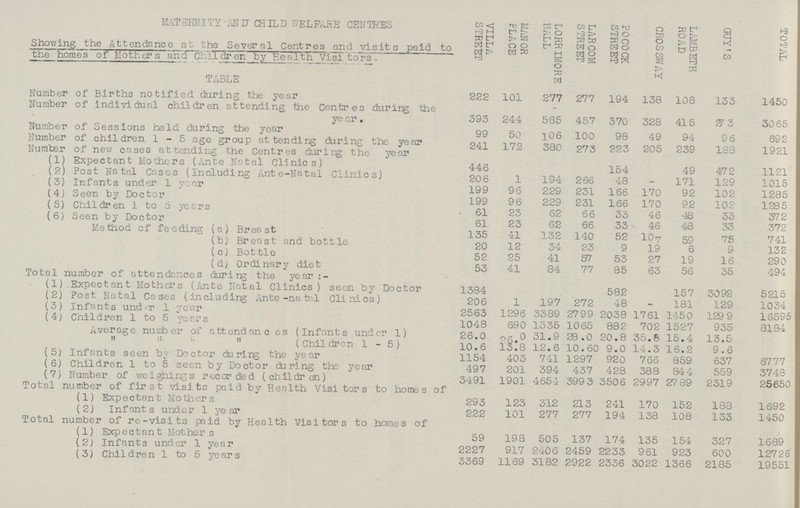 MATERNITY AND CHILD WELFARE CENTRES
Showing the Attendance at the Several Centres and visits paid to
the homes of Mothers and Children by Health Visitors.
TABLE
VILLA STREET
MANOR PLACE
LORRIMORE HALL
LARCOM STREET
POCOCK STREET
CROSSWAY
LAMBETH ROAD
GUY'S
TOTAL
Number of Births notified during the year 222 101 277 277 194 138 108 133 1450
Number of individual children attending the Centres during the
year. 393 244 585 457 370 328 415 273 3065
Number of Sessions held during the year 99 50 106 100 98 49 94 96 692
Number of children 1 - 5 age group attending during the year 241 172 380 273 223 205 239 188 1921
Number of new cases attending the Centres during the year
(1) Expectant Mothers (Ante Natal Clinics) 446 154 49 472 1121
(2) Post Natal Cases (Including Ante-Natal Clinics) 206 1 194 266 48 - 171 129 1015
(3) Infants under 1 year 199 96 229 231 166 170 92 102 1285
(4) Seen by Doctor 199 96 229 231 166 170 92 102 1285
(5) Children 1 to 5 years 61 23 62 66 33 46 48 33 372
(6) Seen by Doctor 61 23 62 66 33 46 48 33 372
Method of feeding (a) Breast 135 41 132 140 52 107 59 75 741
(b) Breast and bottle 20 12 34 23 9 19 6 9 132
(c) Bottle 52 25 41 57 53 27 19 16 290
(d) Ordinary diet 53 41 84 77 85 63 56 35 494
Total number of attendances during the year :-
(1) Expectant Mothers (Ante Natal Clinics) seen by Doctor 1384 582 157 3092 5215
(2) Post Natal Cases (including Ante-natal Clinics) 206 1 197 272 48 - 181 129 1034
(3) Infants under 1 year 2563 1296 3389 2799 2038 1761 1450 1299 16595
(4) Children 1 to 5 years 1048 690 1335 1065 882 702 1527 935 8184
Average number of attendances (Infants under 1) 26.0 26.0 31.9 28.0 20.8 35.8 15.4 13.5
" " " " (Children 1 - 5) 10.6 13.8 12.6 10.60 9.0 14.3 16.2 9.6
(5) Infants seen by Doctor during the year 1154 403 741 1297 920 766 859 637 6777
(6) Children 1 to 5 seen by Doctor during the year 497 201 394 437 428 388 844 559 3748
(7) Number of weighings recorded (children) 3491 1901 4654 3993 3506 2997 2789 2319 25650
Total number of first visits paid by Health Visitors to homes of
(1) Expectant Mothers 293 123 312 213 241 170 152 188 1692
(2) Infants under 1 year 222 101 277 277 194 138 108 133 1450
Total number of re-visits paid by Health Visitors to homes of
(1) Expectant Mothers 59 198 505 137 174 135 154 327 1689
(2) Infants under 1 year 2227 917 2406 2459 2233 961 923 600 12726
(3) Children 1 to 5 years 3369 1169 3182 2922 2336 3022 1366 2185 19551